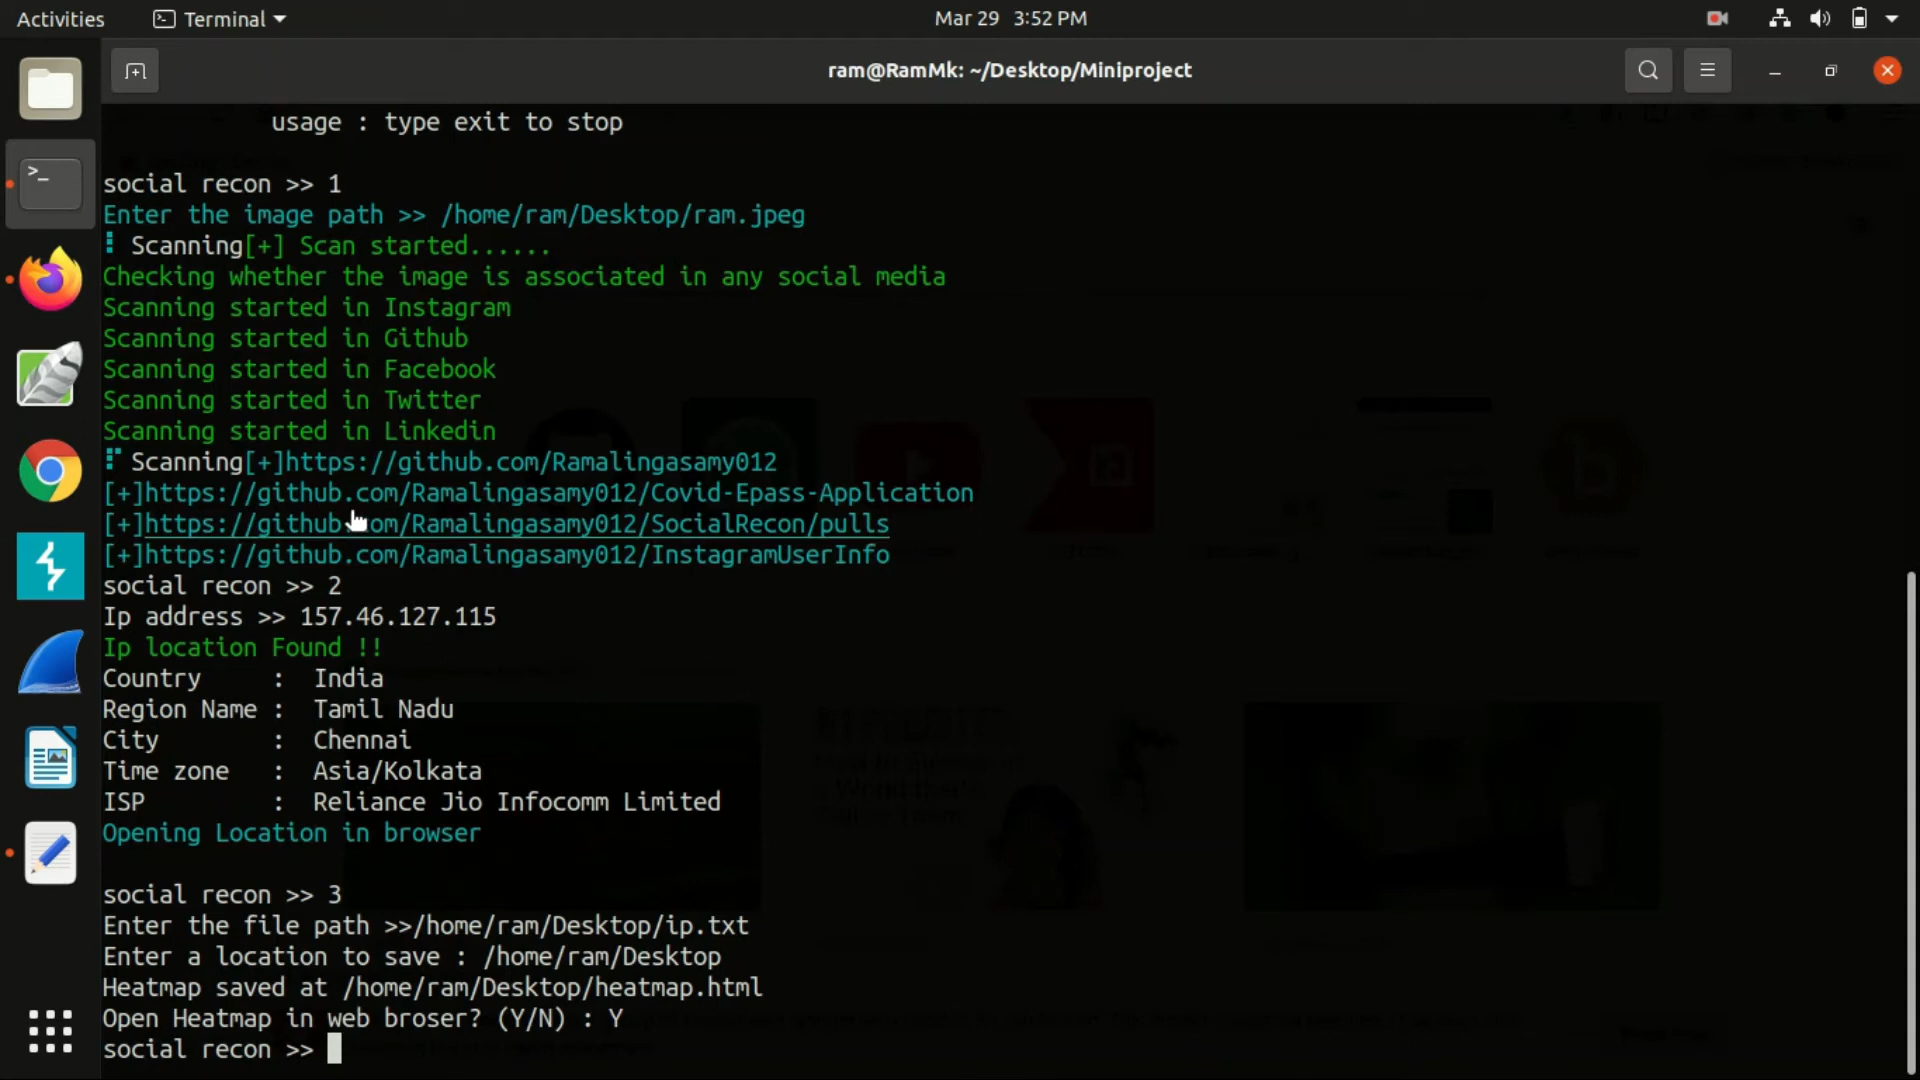 Activities
Terminal
Mar 29 3:52 PM
ram@RamMk: ~/Desktop/Miniproject
usage : type exit to stop
social recon >> 1
Enter the image path >> /home/ram/Desktop/ram.jpeg
Scanning[+] Scan started......
Checking whether the image is associated in any social media
Scanning started in Instagram
Scanning started in Github
Scanning started in Facebook
Scanning started in Twitter
Scanning started in Linkedin
Scanning[+]https://github.com/Ramalingasamy012
[+]https://github.com/Ramalingasamy012/Covid-Epass-Application
[+]https://github.com/Ramalingasamy012/SocialRecon/pulls
[+]https://github.com/Ramalingasamy012/InstagramUserInfo
social recon >> 2
Ip address >> 157.46.127.115
Ip location Found !!
Country : India
Region Name : Tamil Nadu
City : Chennai
Time zone : Asia/Kolkata
ISP : Reliance Jio Infocomm Limited
Opening Location in browser
social recon >> 3
Enter the file path >>/home/ram/Desktop/ip.txt
Enter a location to save : /home/ram/Desktop
Heatmap saved at /home/ram/Desktop/heatmap.html
Open Heatmap in web broser? (Y/N) : Y
social recon >>